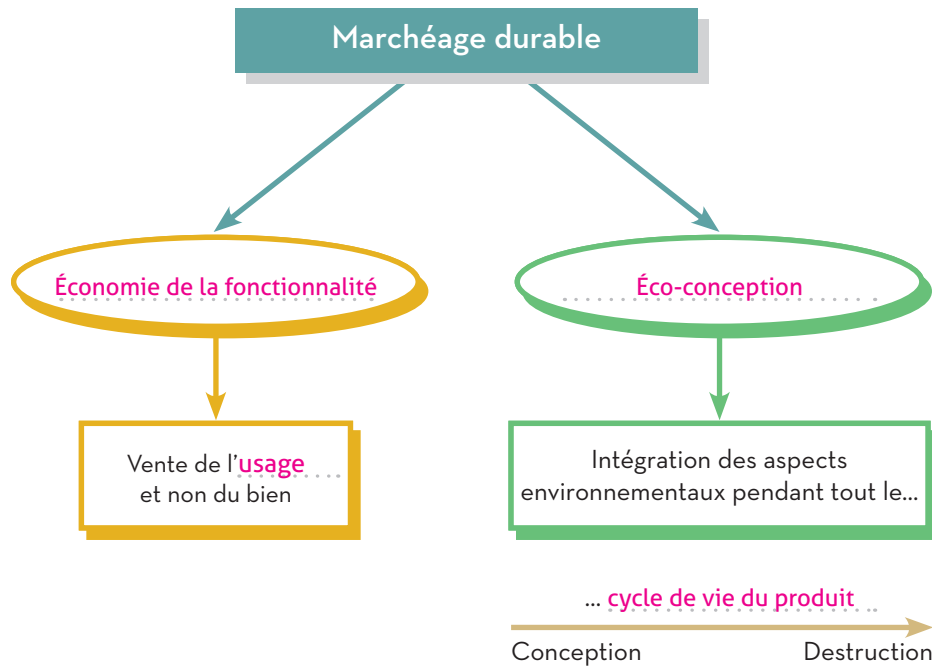 Marchéage durable
Économie de la fonctionnalité
Éco-conception
Vente de l'usage
et non du bien
Intégration des aspects
environnementaux pendant tout le...
... cycle de vie du produit
Conception
Destruction